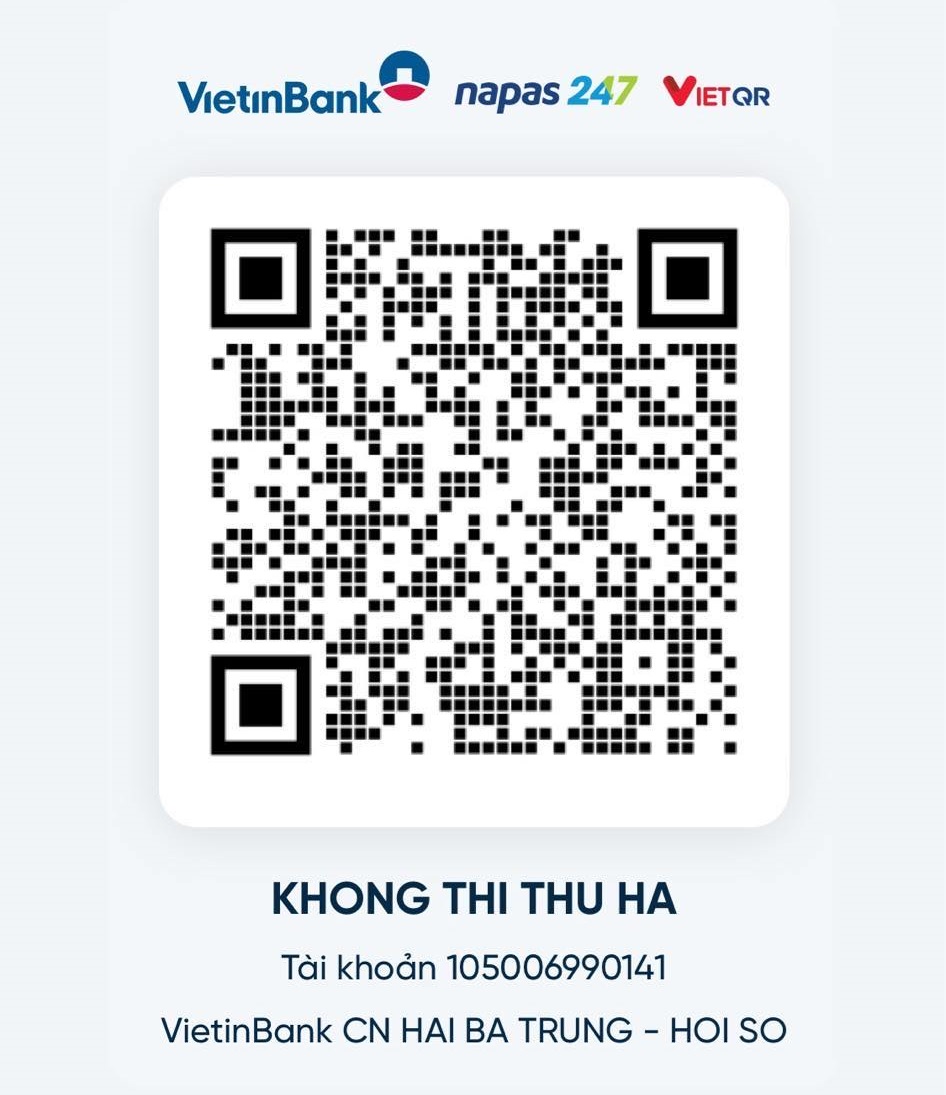 VietinBank napas 247 VIETQR
KHONG THI THU HA
Tài khoản 105006990141
VietinBank CN HAI BA TRUNG - HOI SO